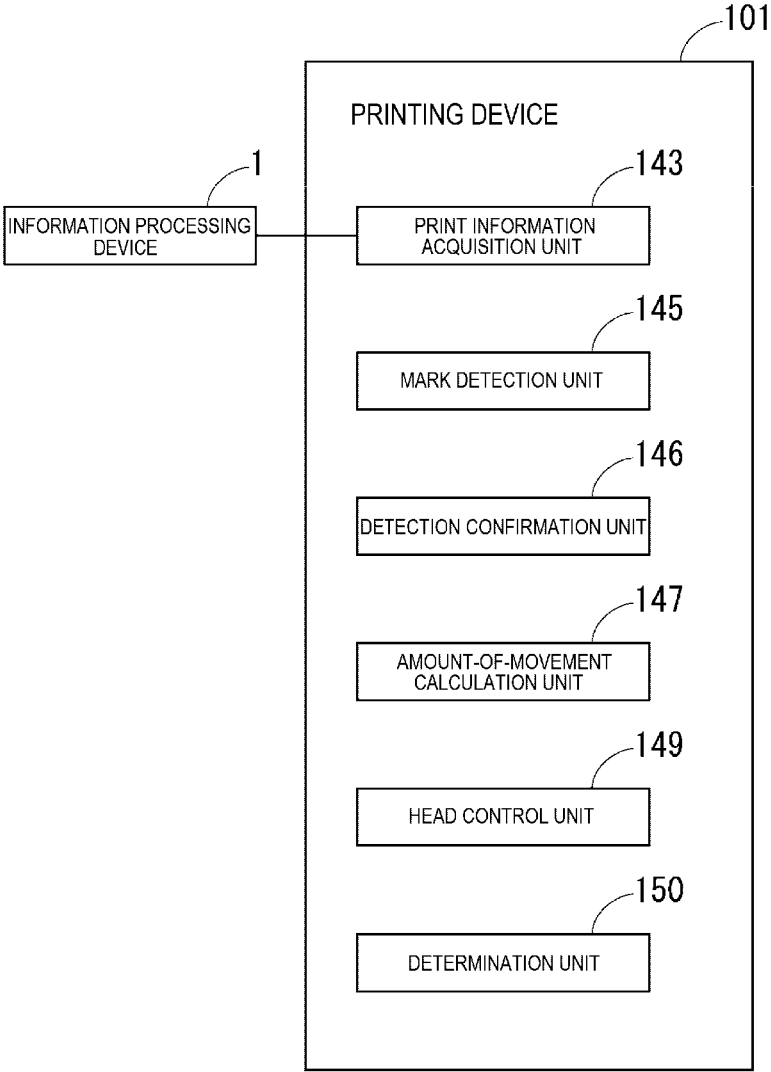 101
PRINTING DEVICE
1
143
INFORMATION PROCESSING
DEVICE
PRINT INFORMATION
ACQUISITION UNIT
145
MARK DETECTION UNIT
146
DETECTION CONFIRMATION UNIT
147
AMOUNT-OF-MOVEMENT
CALCULATION UNIT
149
HEAD CONTROL UNIT
150
DETERMINATION UNIT